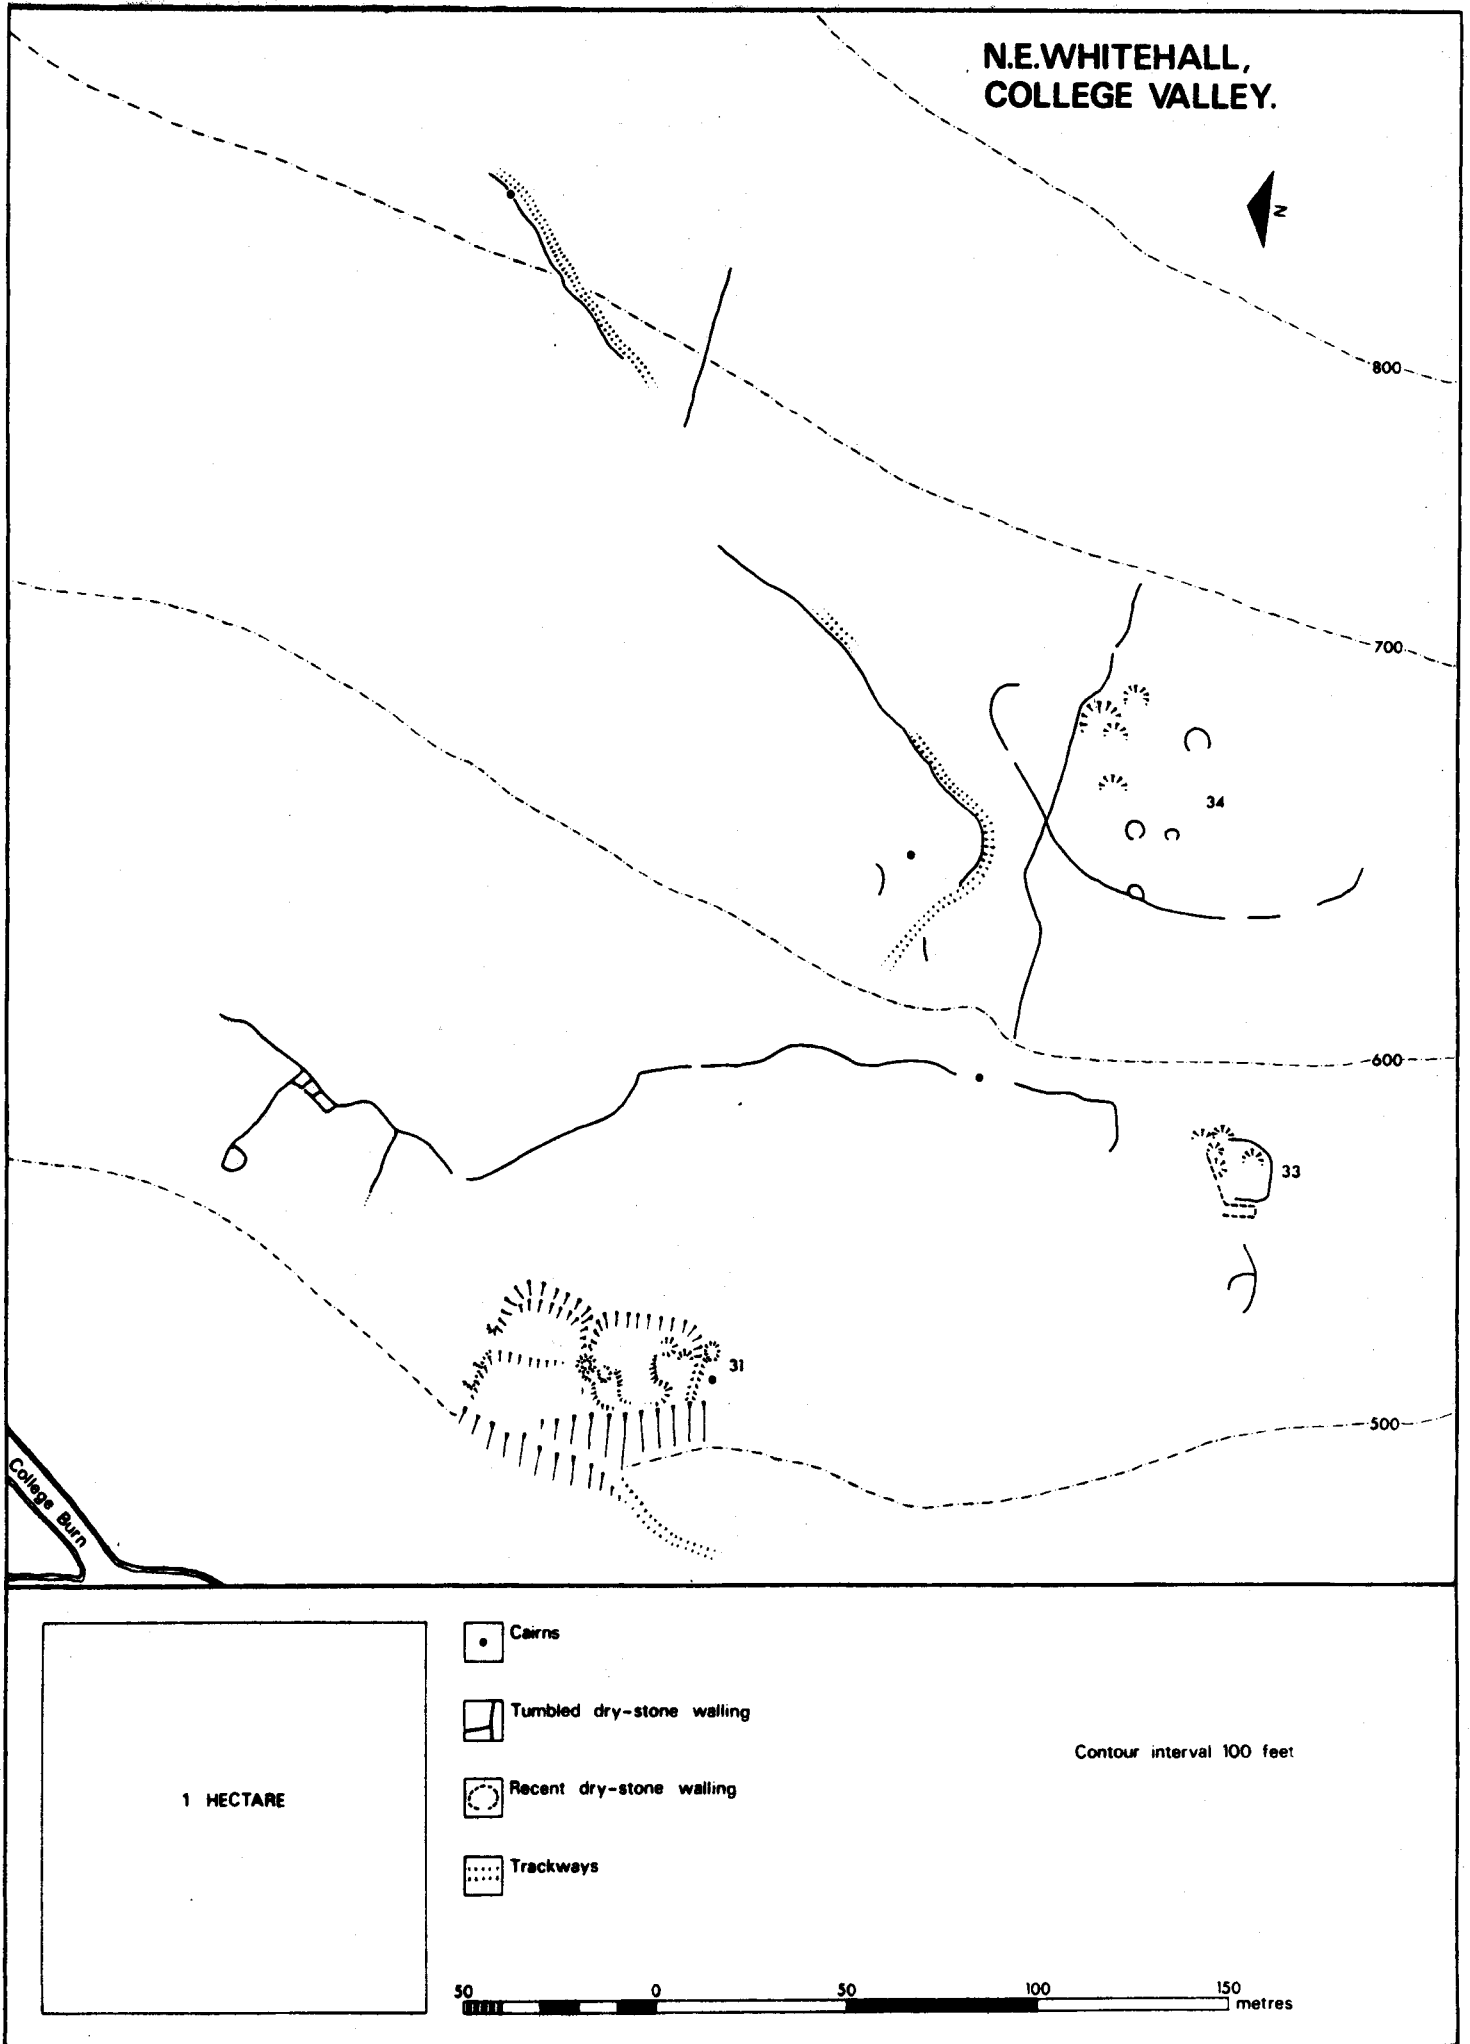 N.E.WHITEHALL,
COLLEGE VALLEY.
N
800
700
34
600
33
31
500
College Burn
Cairns
Tumbled dry-stone walling
Contour interval 100 feet
Recent dry-stone walling
1 HECTARE
Trackways
50 0 50 100 150
metres